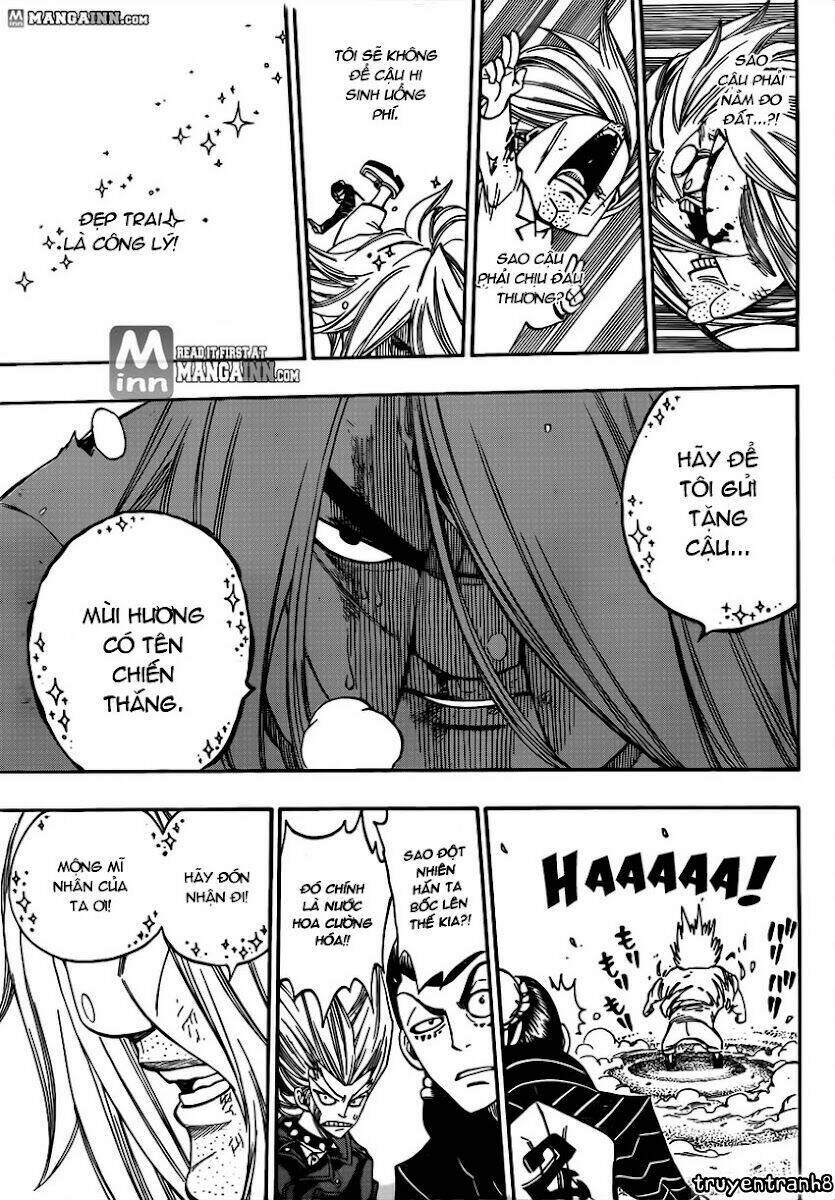 MANGAINN.COM
SAO
CẬU PHẢI
NẰM ĐO
ĐẤT...?!
SAO CẬU
PHẢI CHỊU ĐAU
THƯƠNG?
TÔI SẼ KHÔNG
ĐỂ CẬU HI
SINH UỔNG
PHÍ.
ĐẸP TRAI
LÀ CÔNG LÝ!
M
inn
READ IT FIRST AT
MANGAINN.COM
HÃY ĐỂ
TÔI GỬI
TẶNG
CẬU...
MÙI HƯƠNG
CÓ TÊN
CHIẾN
THẮNG.
HAAAAA!
SAO ĐỘT
NHIÊN
HẮN TA
BỐC LÊN
THẾ KIA?!
ĐÓ CHÍNH
LÀ NƯỚC
HOA CƯỜNG
HÓA!!
HÃY ĐÓN
NHẬN ĐI!
MỘNG MĨ
NHÂN CỦA
TA ƠI!
truyentranh8